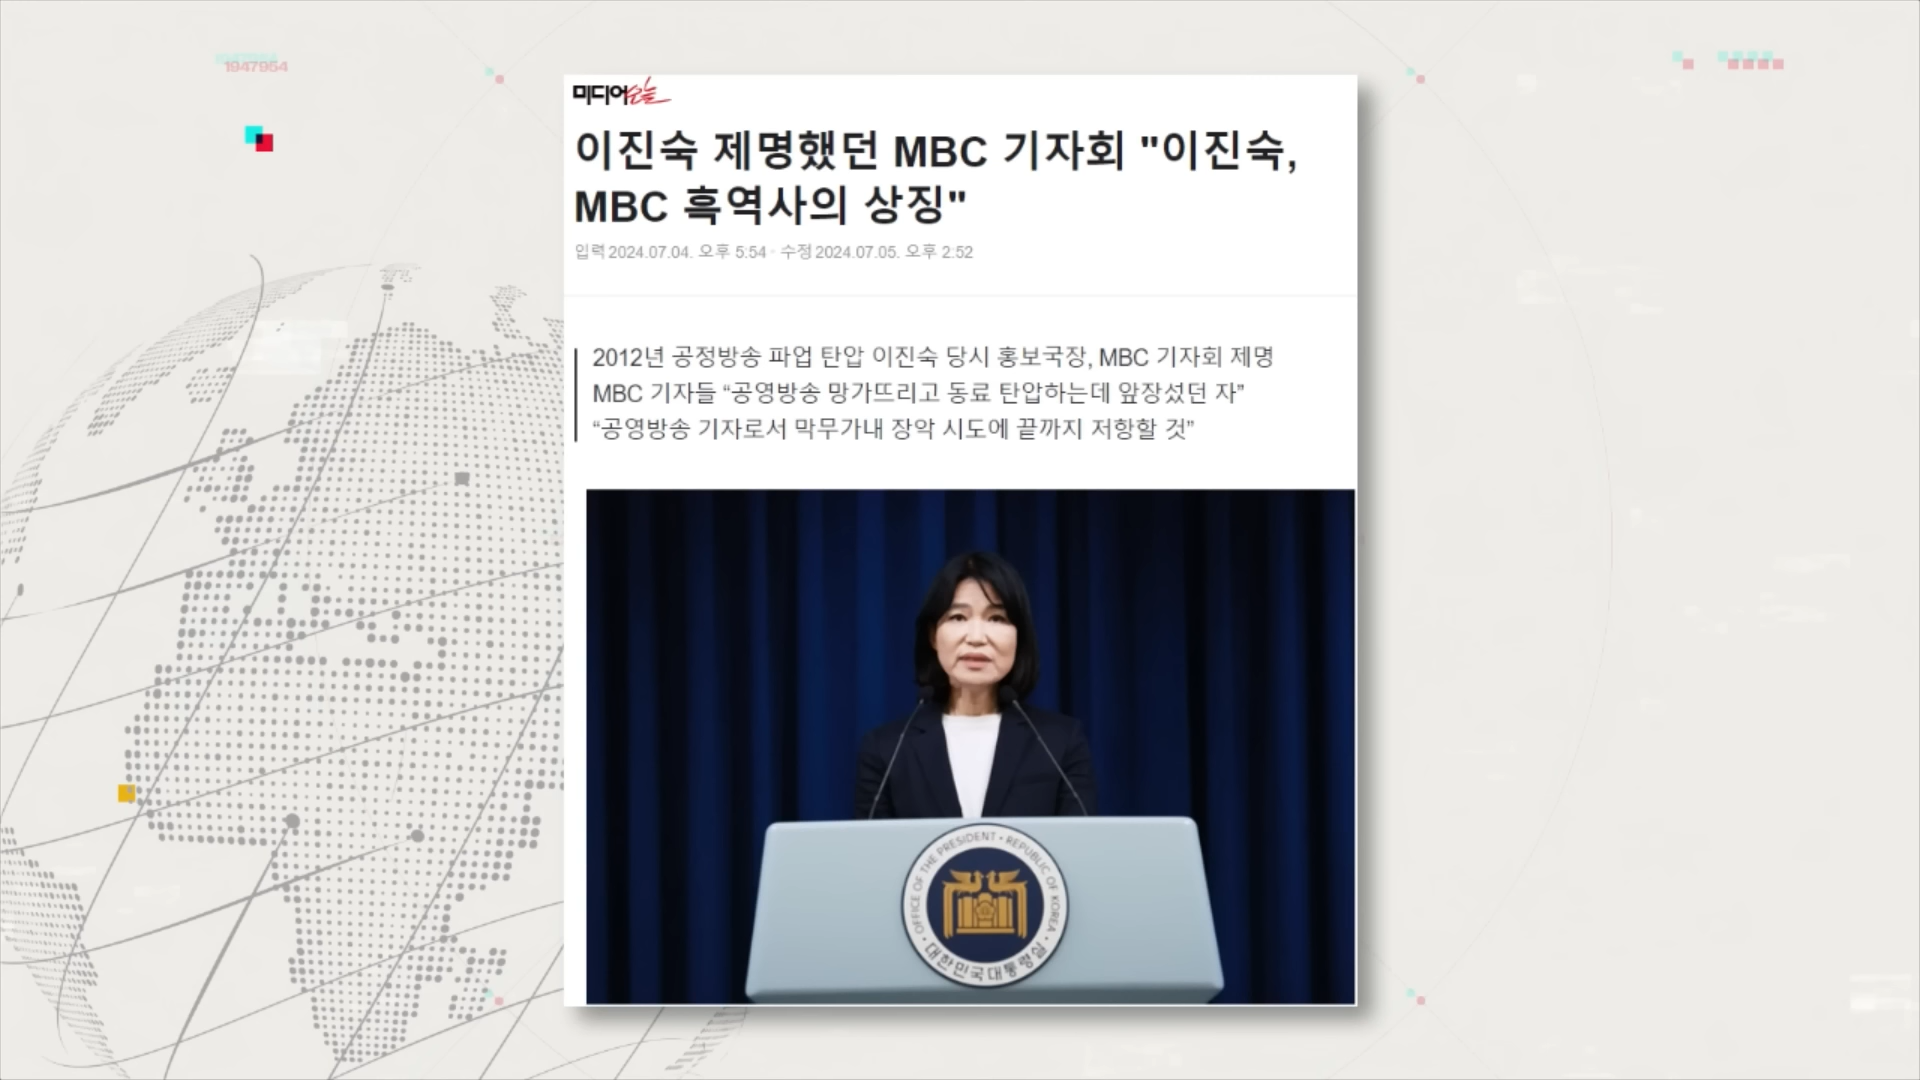 1947954
미디어오늘
이진숙 제명했던 MBC 기자회 "이진숙,
MBC 흑역사의 상징"
입력 2024.07.04. 오후 5:54 · 수정 2024.07.05. 오후 2:52
2012년 공정방송 파업 탄압 이진숙 당시 홍보국장, MBC 기자회 제명
MBC 기자들 “공영방송 망가뜨리고 동료 탄압하는데 앞장섰던 자”
“공영방송 기자로서 막무가내 장악 시도에 끝까지 저항할 것”
OFFICE OF THE PRESIDENT • REPUBLIC OF KOREA
대한민국대통령실